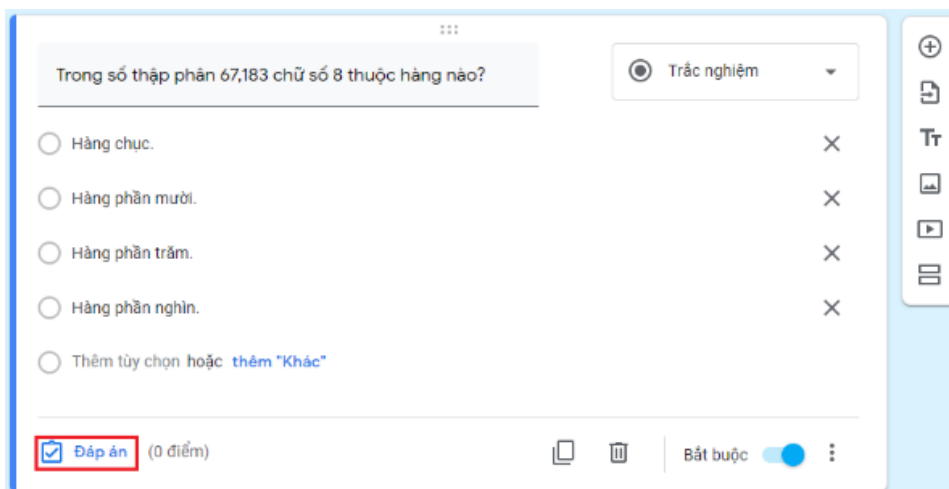 Trong số thập phân 67,183 chữ số 8 thuộc hàng nào?
Trắc nghiệm
Hàng chục.
Hàng phần mười.
Hàng phần trăm.
Hàng phần nghìn.
Thêm tùy chọn hoặc thêm "Khác"
Đáp án (0 điểm)
Bắt buộc
Tт